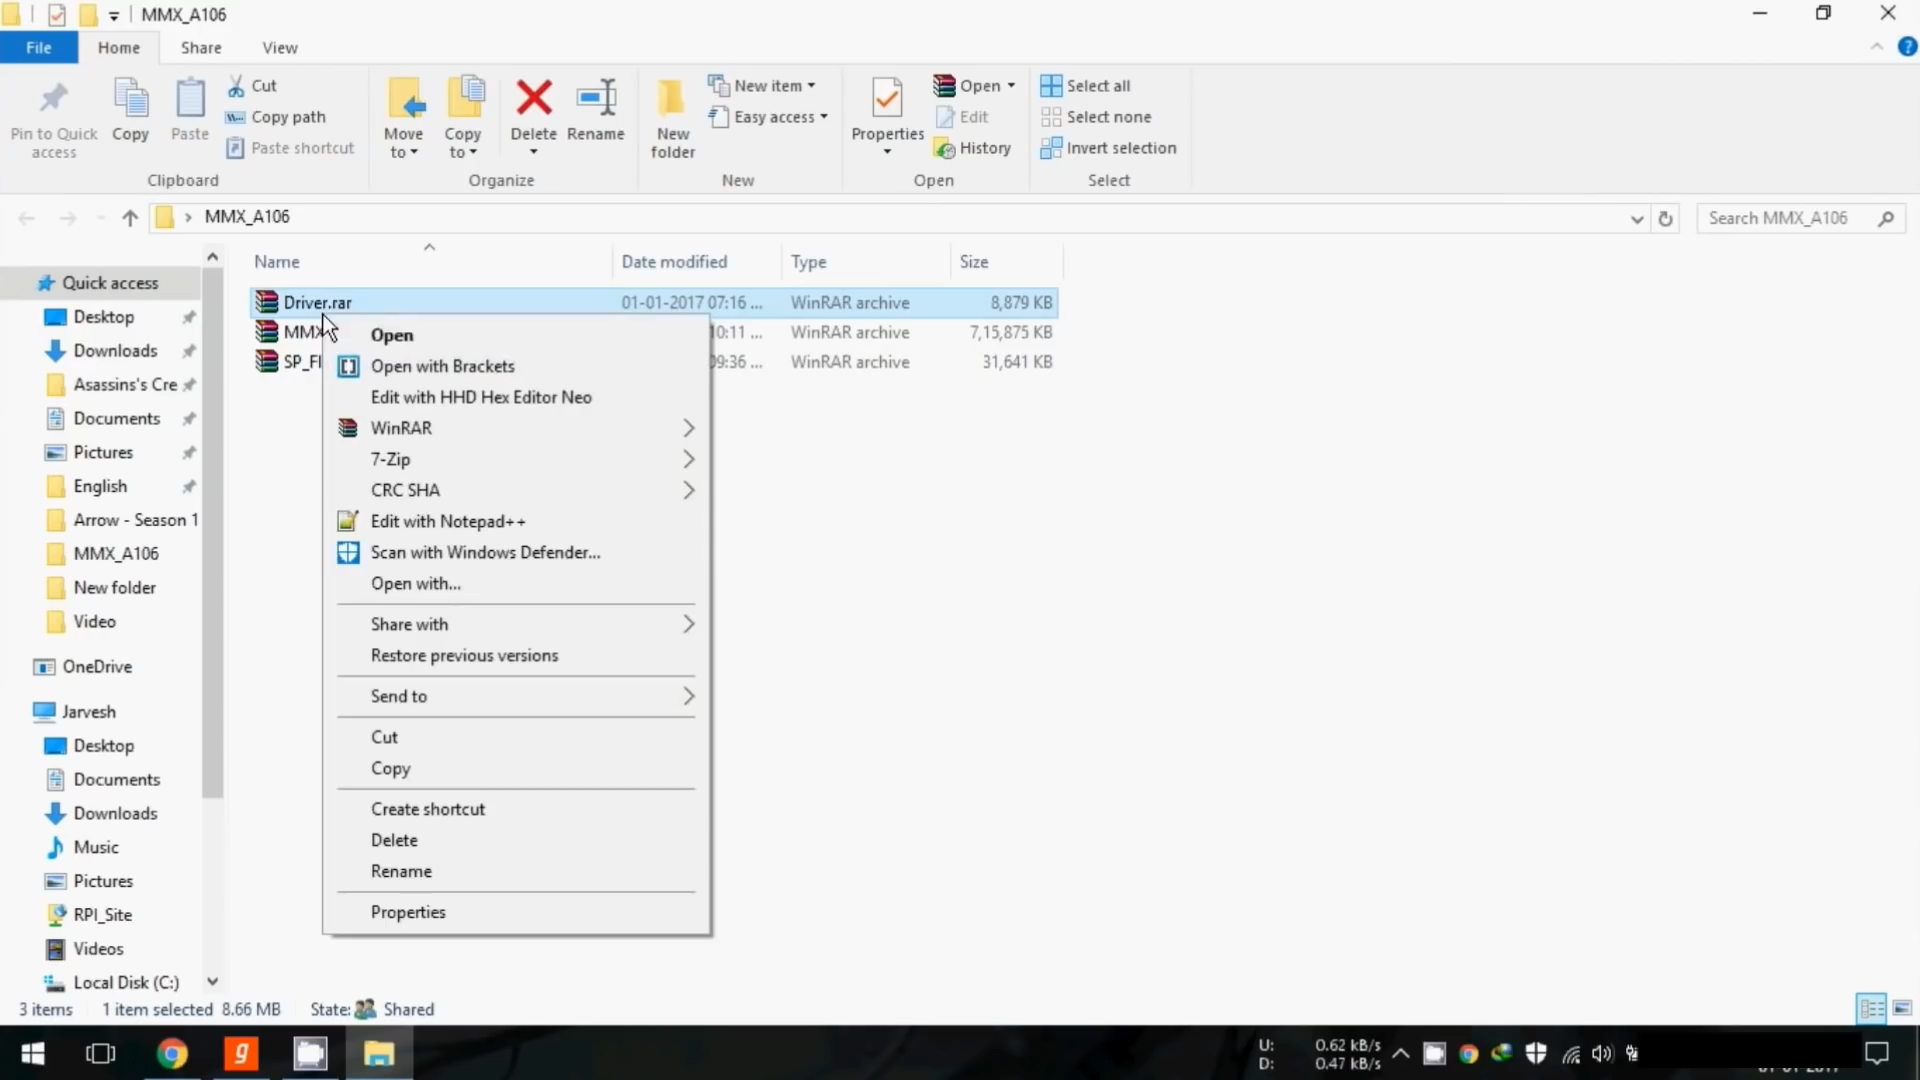 MMX_A106
File Home Share View
Pin to Quick access
Copy
Paste
Cut
Copy path
Paste shortcut
Clipboard
Move to
Copy to
Delete
Rename
Organize
New folder
New item
Easy access
New
Properties
Open
Edit
History
Open
Select all
Select none
Invert selection
Select
MMX_A106
Search MMX_A106
Name Date modified Type Size
Driver.rar 01-01-2017 07:16 ... WinRAR archive 8,879 KB
MMX 10:11 ... WinRAR archive 7,15,875 KB
SP_Fl 09:36 ... WinRAR archive 31,641 KB
Open
Open with Brackets
Edit with HHD Hex Editor Neo
WinRAR
7-Zip
CRC SHA
Edit with Notepad++
Scan with Windows Defender...
Open with...
Share with
Restore previous versions
Send to
Cut
Copy
Create shortcut
Delete
Rename
Properties
Quick access
Desktop
Downloads
Asassins's Cre
Documents
Pictures
English
Arrow - Season 1
MMX_A106
New folder
Video
OneDrive
Jarvesh
Desktop
Documents
Downloads
Music
Pictures
RPI_Site
Videos
Local Disk (C:)
3 items 1 item selected 8.66 MB State: Shared
U: 0.62 kB/s
D: 0.47 kB/s